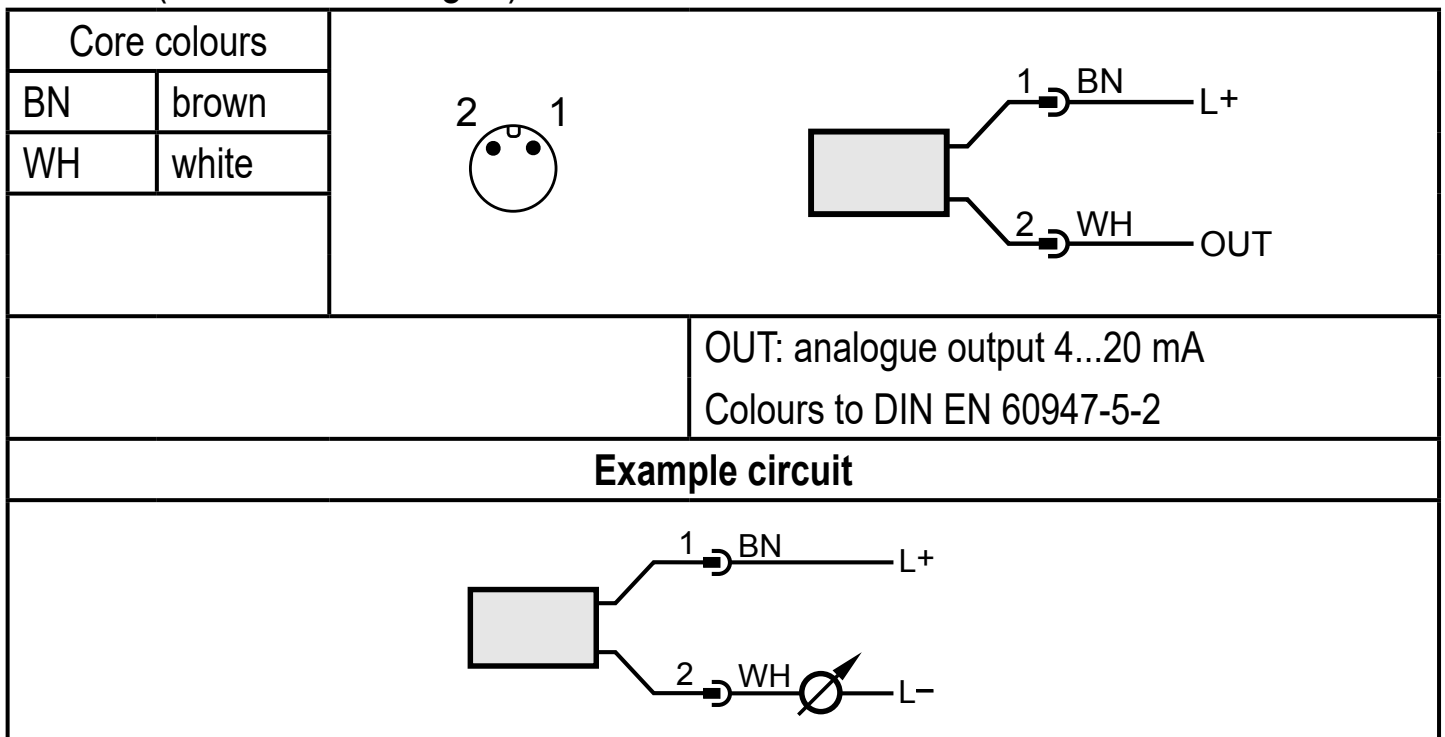 Core colours
BN brown
WH white
2 1
1 BN L+
2 WH OUT
OUT: analogue output 4...20 mA
Colours to DIN EN 60947-5-2
Example circuit
1 BN L+
2 WH L–